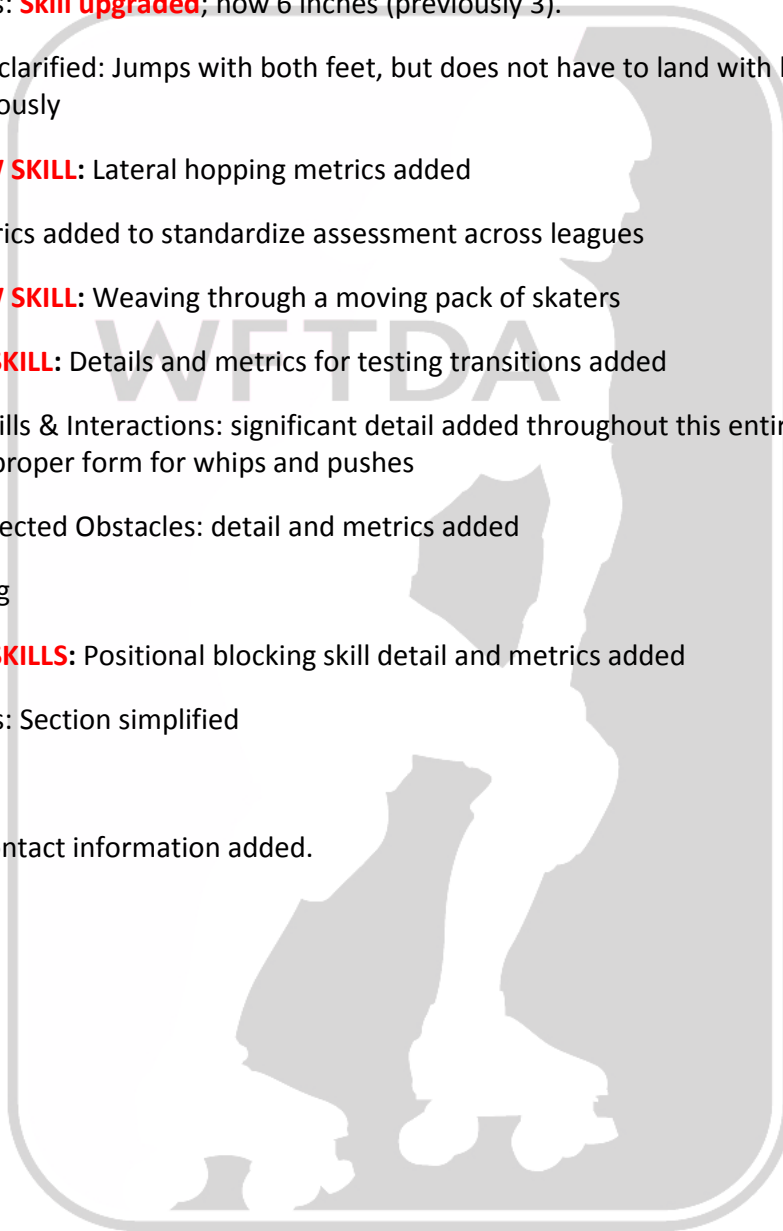 s: Skill upgraded; now 6 inches (previously 3).
clarified: Jumps with both feet, but does not have to land with
ously
SKILL: Lateral hopping metrics added
rics added to standardize assessment across leagues
SKILL: Weaving through a moving pack of skaters
SKILL: Details and metrics for testing transitions added
ills & Interactions: significant detail added throughout this entir
proper form for whips and pushes
ected Obstacles: detail and metrics added
g
SKILLS: Positional blocking skill detail and metrics added
s: Section simplified
ontact information added.
WFTDA